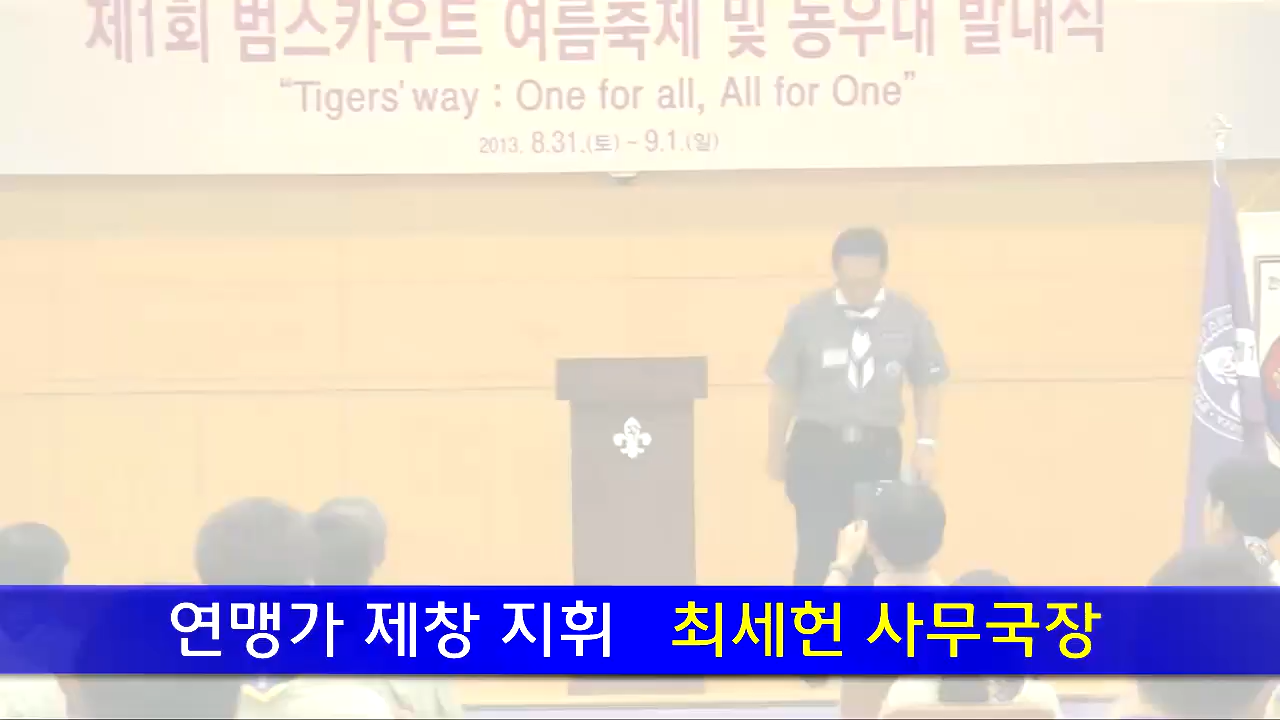 제1회 범스카우트 여름축제 및 동우대 발대식
“Tigers' way : One for all, All for One”
2013. 8.31.(토) ~ 9.1.(일)
연맹가 제창 지휘 최세헌 사무국장